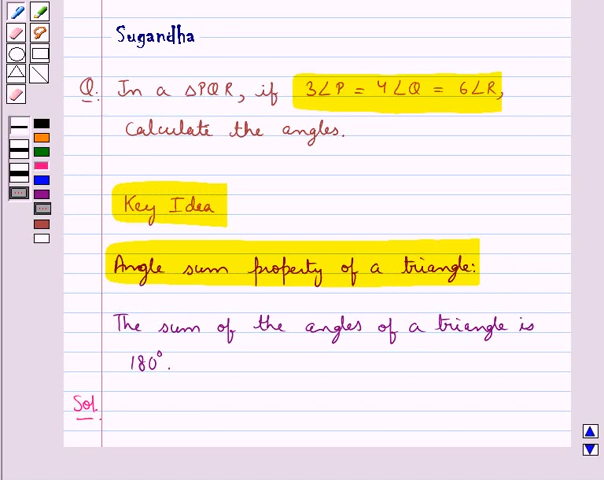 Sugandha
Q. In a △PQR, if 3∠P = 4∠Q = 6∠R,
Calculate the angles.
Key Idea
Angle sum property of a triangle:
The sum of the angles of a triangle is
180°.
Sol.